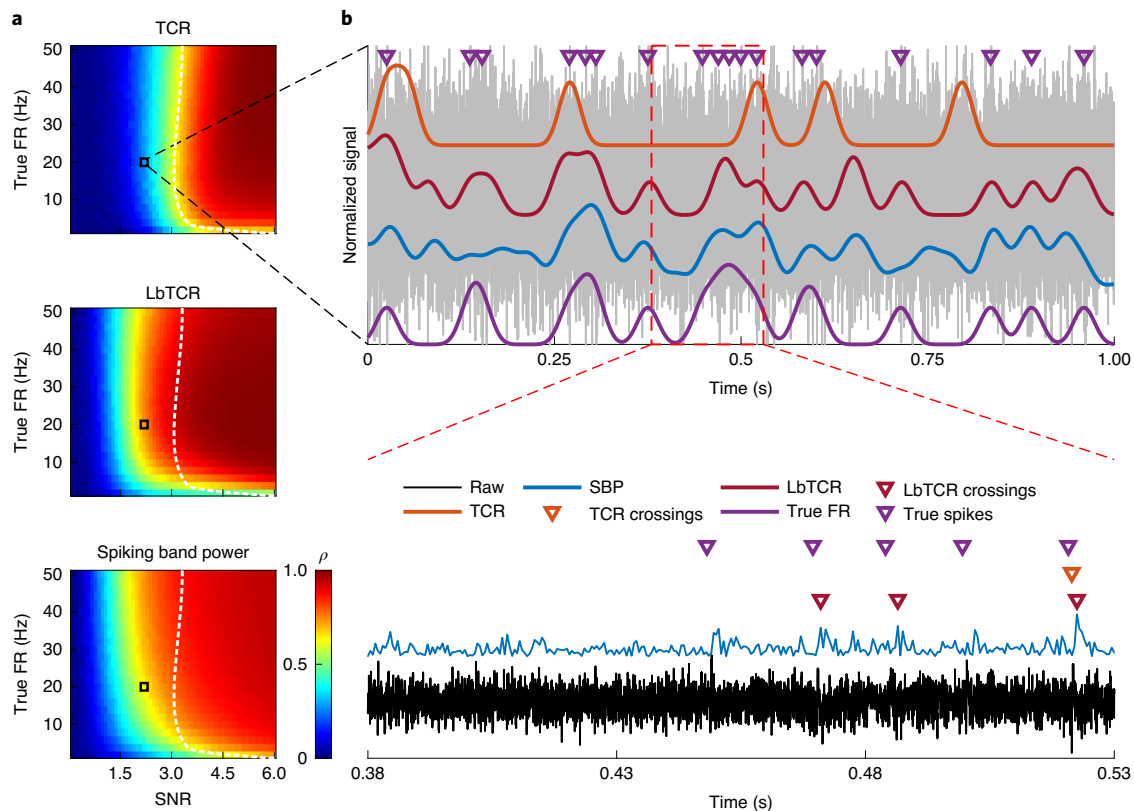 a
TCR
True FR (Hz)
50
40
30
20
10
LbTCR
True FR (Hz)
50
40
30
20
10
Spiking band power
True FR (Hz)
50
40
30
20
10
1.5 3.0 4.5 6.0
SNR
ρ
1.0
0.5
0
b
Normalized signal
0 0.25 0.5 0.75 1.00
Time (s)
Raw SBP LbTCR LbTCR crossings
TCR TCR crossings True FR True spikes
0.38 0.43 0.48 0.53
Time (s)